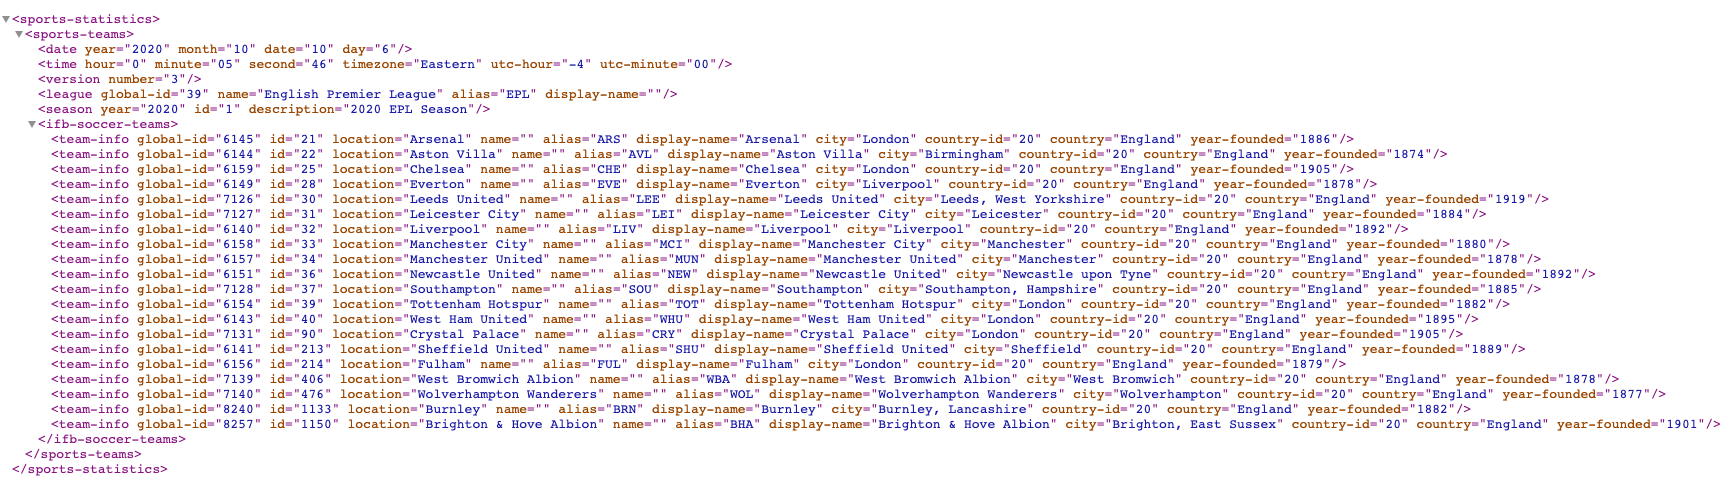 <sports-statistics>
<sports-teams>
<date year="2020" month="10" date="10" day="6"/>
<time hour="0" minute="05" second="46" timezone="Eastern" utc-hour="-4" utc-minute="00"/>
<version number="3"/>
<league global-id="39" name="English Premier League" alias="EPL" display-name=""/>
<season year="2020" id="1" description="2020 EPL Season"/>
<ifb-soccer-teams>
<team-info global-id="6145" id="21" location="Arsenal" name="" alias="ARS" display-name="Arsenal" city="London" country-id="20" country="England" year-founded="1886"/>
<team-info global-id="6144" id="22" location="Aston Villa" name="" alias="AVL" display-name="Aston Villa" city="Birmingham" country-id="20" country="England" year-founded="1874"/>
<team-info global-id="6159" id="25" location="Chelsea" name="" alias="CHE" display-name="Chelsea" city="London" country-id="20" country="England" year-founded="1905"/>
<team-info global-id="6149" id="28" location="Everton" name="" alias="EVE" display-name="Everton" city="Liverpool" country-id="20" country="England" year-founded="1878"/>
<team-info global-id="7126" id="30" location="Leeds United" name="" alias="LEE" display-name="Leeds United" city="Leeds, West Yorkshire" country-id="20" country="England" year-founded="1919"/>
<team-info global-id="7127" id="31" location="Leicester City" name="" alias="LEI" display-name="Leicester City" city="Leicester" country-id="20" country="England" year-founded="1884"/>
<team-info global-id="6140" id="32" location="Liverpool" name="" alias="LIV" display-name="Liverpool" city="Liverpool" country-id="20" country="England" year-founded="1892"/>
<team-info global-id="6158" id="33" location="Manchester City" name="" alias="MCI" display-name="Manchester City" city="Manchester" country-id="20" country="England" year-founded="1880"/>
<team-info global-id="6157" id="34" location="Manchester United" name="" alias="MUN" display-name="Manchester United" city="Manchester" country-id="20" country="England" year-founded="1878"/>
<team-info global-id="6151" id="36" location="Newcastle United" name="" alias="NEW" display-name="Newcastle United" city="Newcastle upon Tyne" country-id="20" country="England" year-founded="1892"/>
<team-info global-id="7128" id="37" location="Southampton" name="" alias="SOU" display-name="Southampton" city="Southampton, Hampshire" country-id="20" country="England" year-founded="1885"/>
<team-info global-id="6154" id="39" location="Tottenham Hotspur" name="" alias="TOT" display-name="Tottenham Hotspur" city="London" country-id="20" country="England" year-founded="1882"/>
<team-info global-id="6143" id="40" location="West Ham United" name="" alias="WHU" display-name="West Ham United" city="London" country-id="20" country="England" year-founded="1895"/>
<team-info global-id="7131" id="90" location="Crystal Palace" name="" alias="CRY" display-name="Crystal Palace" city="London" country-id="20" country="England" year-founded="1905"/>
<team-info global-id="6141" id="213" location="Sheffield United" name="" alias="SHU" display-name="Sheffield United" city="Sheffield" country-id="20" country="England" year-founded="1889"/>
<team-info global-id="6156" id="214" location="Fulham" name="" alias="FUL" display-name="Fulham" city="London" country-id="20" country="England" year-founded="1879"/>
<team-info global-id="7139" id="406" location="West Bromwich Albion" name="" alias="WBA" display-name="West Bromwich Albion" city="West Bromwich" country-id="20" country="England" year-founded="1878"/>
<team-info global-id="7140" id="476" location="Wolverhampton Wanderers" name="" alias="WOL" display-name="Wolverhampton Wanderers" city="Wolverhampton" country-id="20" country="England" year-founded="1877"/>
<team-info global-id="8240" id="1133" location="Burnley" name="" alias="BRN" display-name="Burnley" city="Burnley, Lancashire" country-id="20" country="England" year-founded="1882"/>
<team-info global-id="8257" id="1150" location="Brighton & Hove Albion" name="" alias="BHA" display-name="Brighton & Hove Albion" city="Brighton, East Sussex" country-id="20" country="England" year-founded="1901"/>
</ifb-soccer-teams>
</sports-teams>
</sports-statistics>